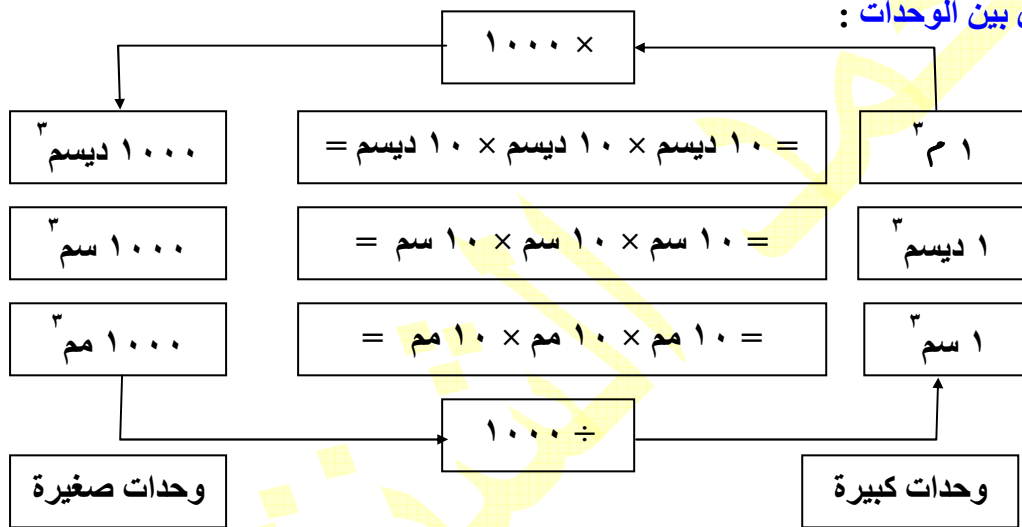 بين الوحدات :
× ١٠٠٠
١ م٣
= ١٠ ديسم × ١٠ ديسم × ١٠ ديسم =
١٠٠٠ ديسم٣
١ ديسم٣
= ١٠ سم × ١٠ سم × ١٠ سم =
١٠٠٠ سم٣
١ سم٣
= ١٠ مم × ١٠ مم × ١٠ مم =
١٠٠٠ مم٣
÷ ١٠٠٠
وحدات كبيرة
وحدات صغيرة